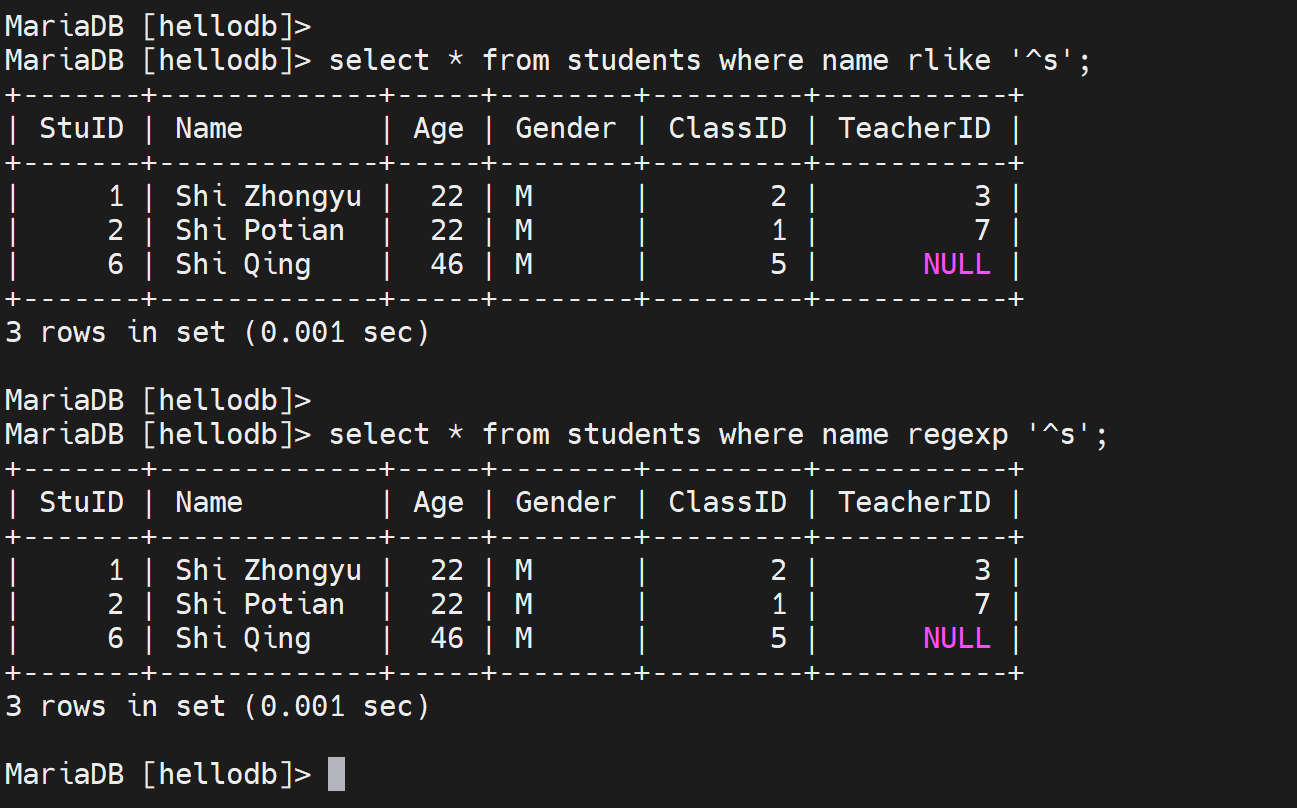 MariaDB [hellodb]>
MariaDB [hellodb]> select * from students where name rlike '^s';
+-------+-------------+-----+--------+---------+-----------+
| StuID | Name        | Age | Gender | ClassID | TeacherID |
+-------+-------------+-----+--------+---------+-----------+
|     1 | Shi Zhongyu |  22 | M      |       2 |         3 |
|     2 | Shi Potian  |  22 | M      |       1 |         7 |
|     6 | Shi Qing    |  46 | M      |       5 |      NULL |
+-------+-------------+-----+--------+---------+-----------+
3 rows in set (0.001 sec)

MariaDB [hellodb]>
MariaDB [hellodb]> select * from students where name regexp '^s';
+-------+-------------+-----+--------+---------+-----------+
| StuID | Name        | Age | Gender | ClassID | TeacherID |
+-------+-------------+-----+--------+---------+-----------+
|     1 | Shi Zhongyu |  22 | M      |       2 |         3 |
|     2 | Shi Potian  |  22 | M      |       1 |         7 |
|     6 | Shi Qing    |  46 | M      |       5 |      NULL |
+-------+-------------+-----+--------+---------+-----------+
3 rows in set (0.001 sec)

MariaDB [hellodb]>